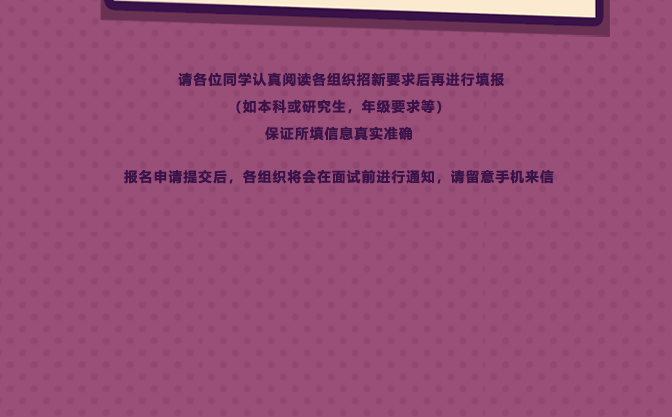 请各位同学认真阅读各组织招新要求后再进行填报
（如本科或研究生，年级要求等）
保证所填信息真实准确
报名申请提交后，各组织将会在面试前进行通知，请留意手机来信